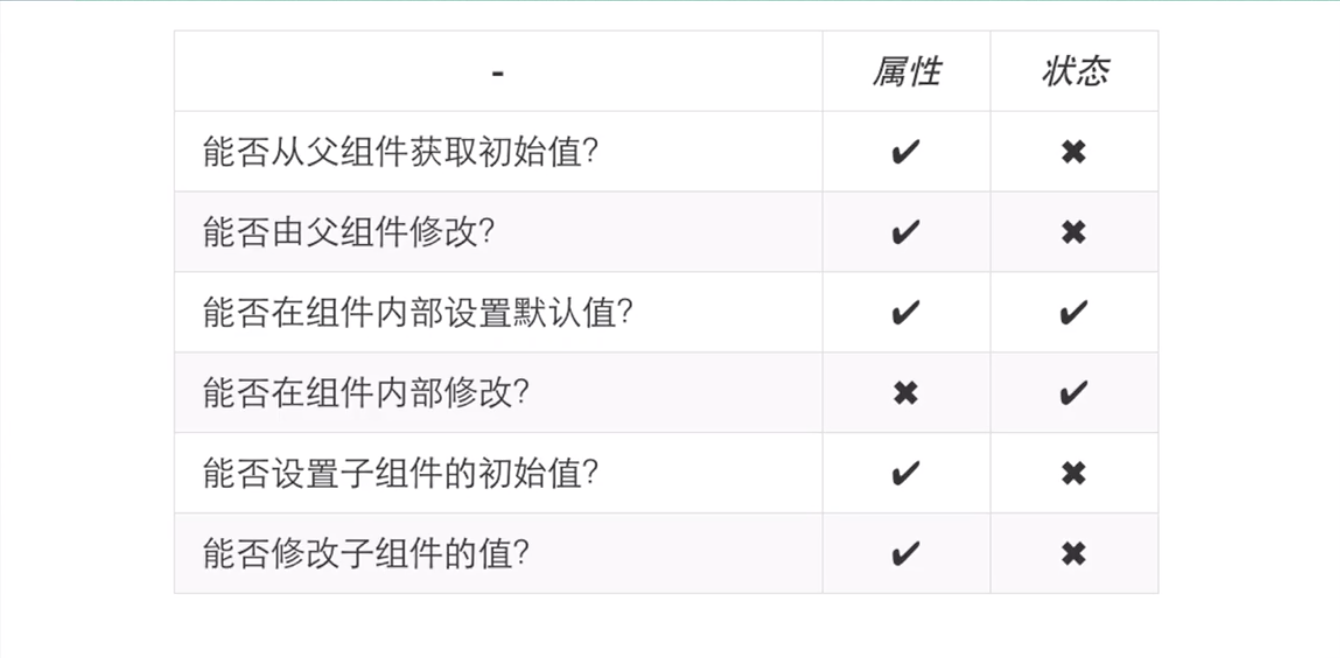 - 属性 状态
能否从父组件获取初始值? ✔ ✖
能否由父组件修改? ✔ ✖
能否在组件内部设置默认值? ✔ ✔
能否在组件内部修改? ✖ ✔
能否设置子组件的初始值? ✔ ✖
能否修改子组件的值? ✔ ✖